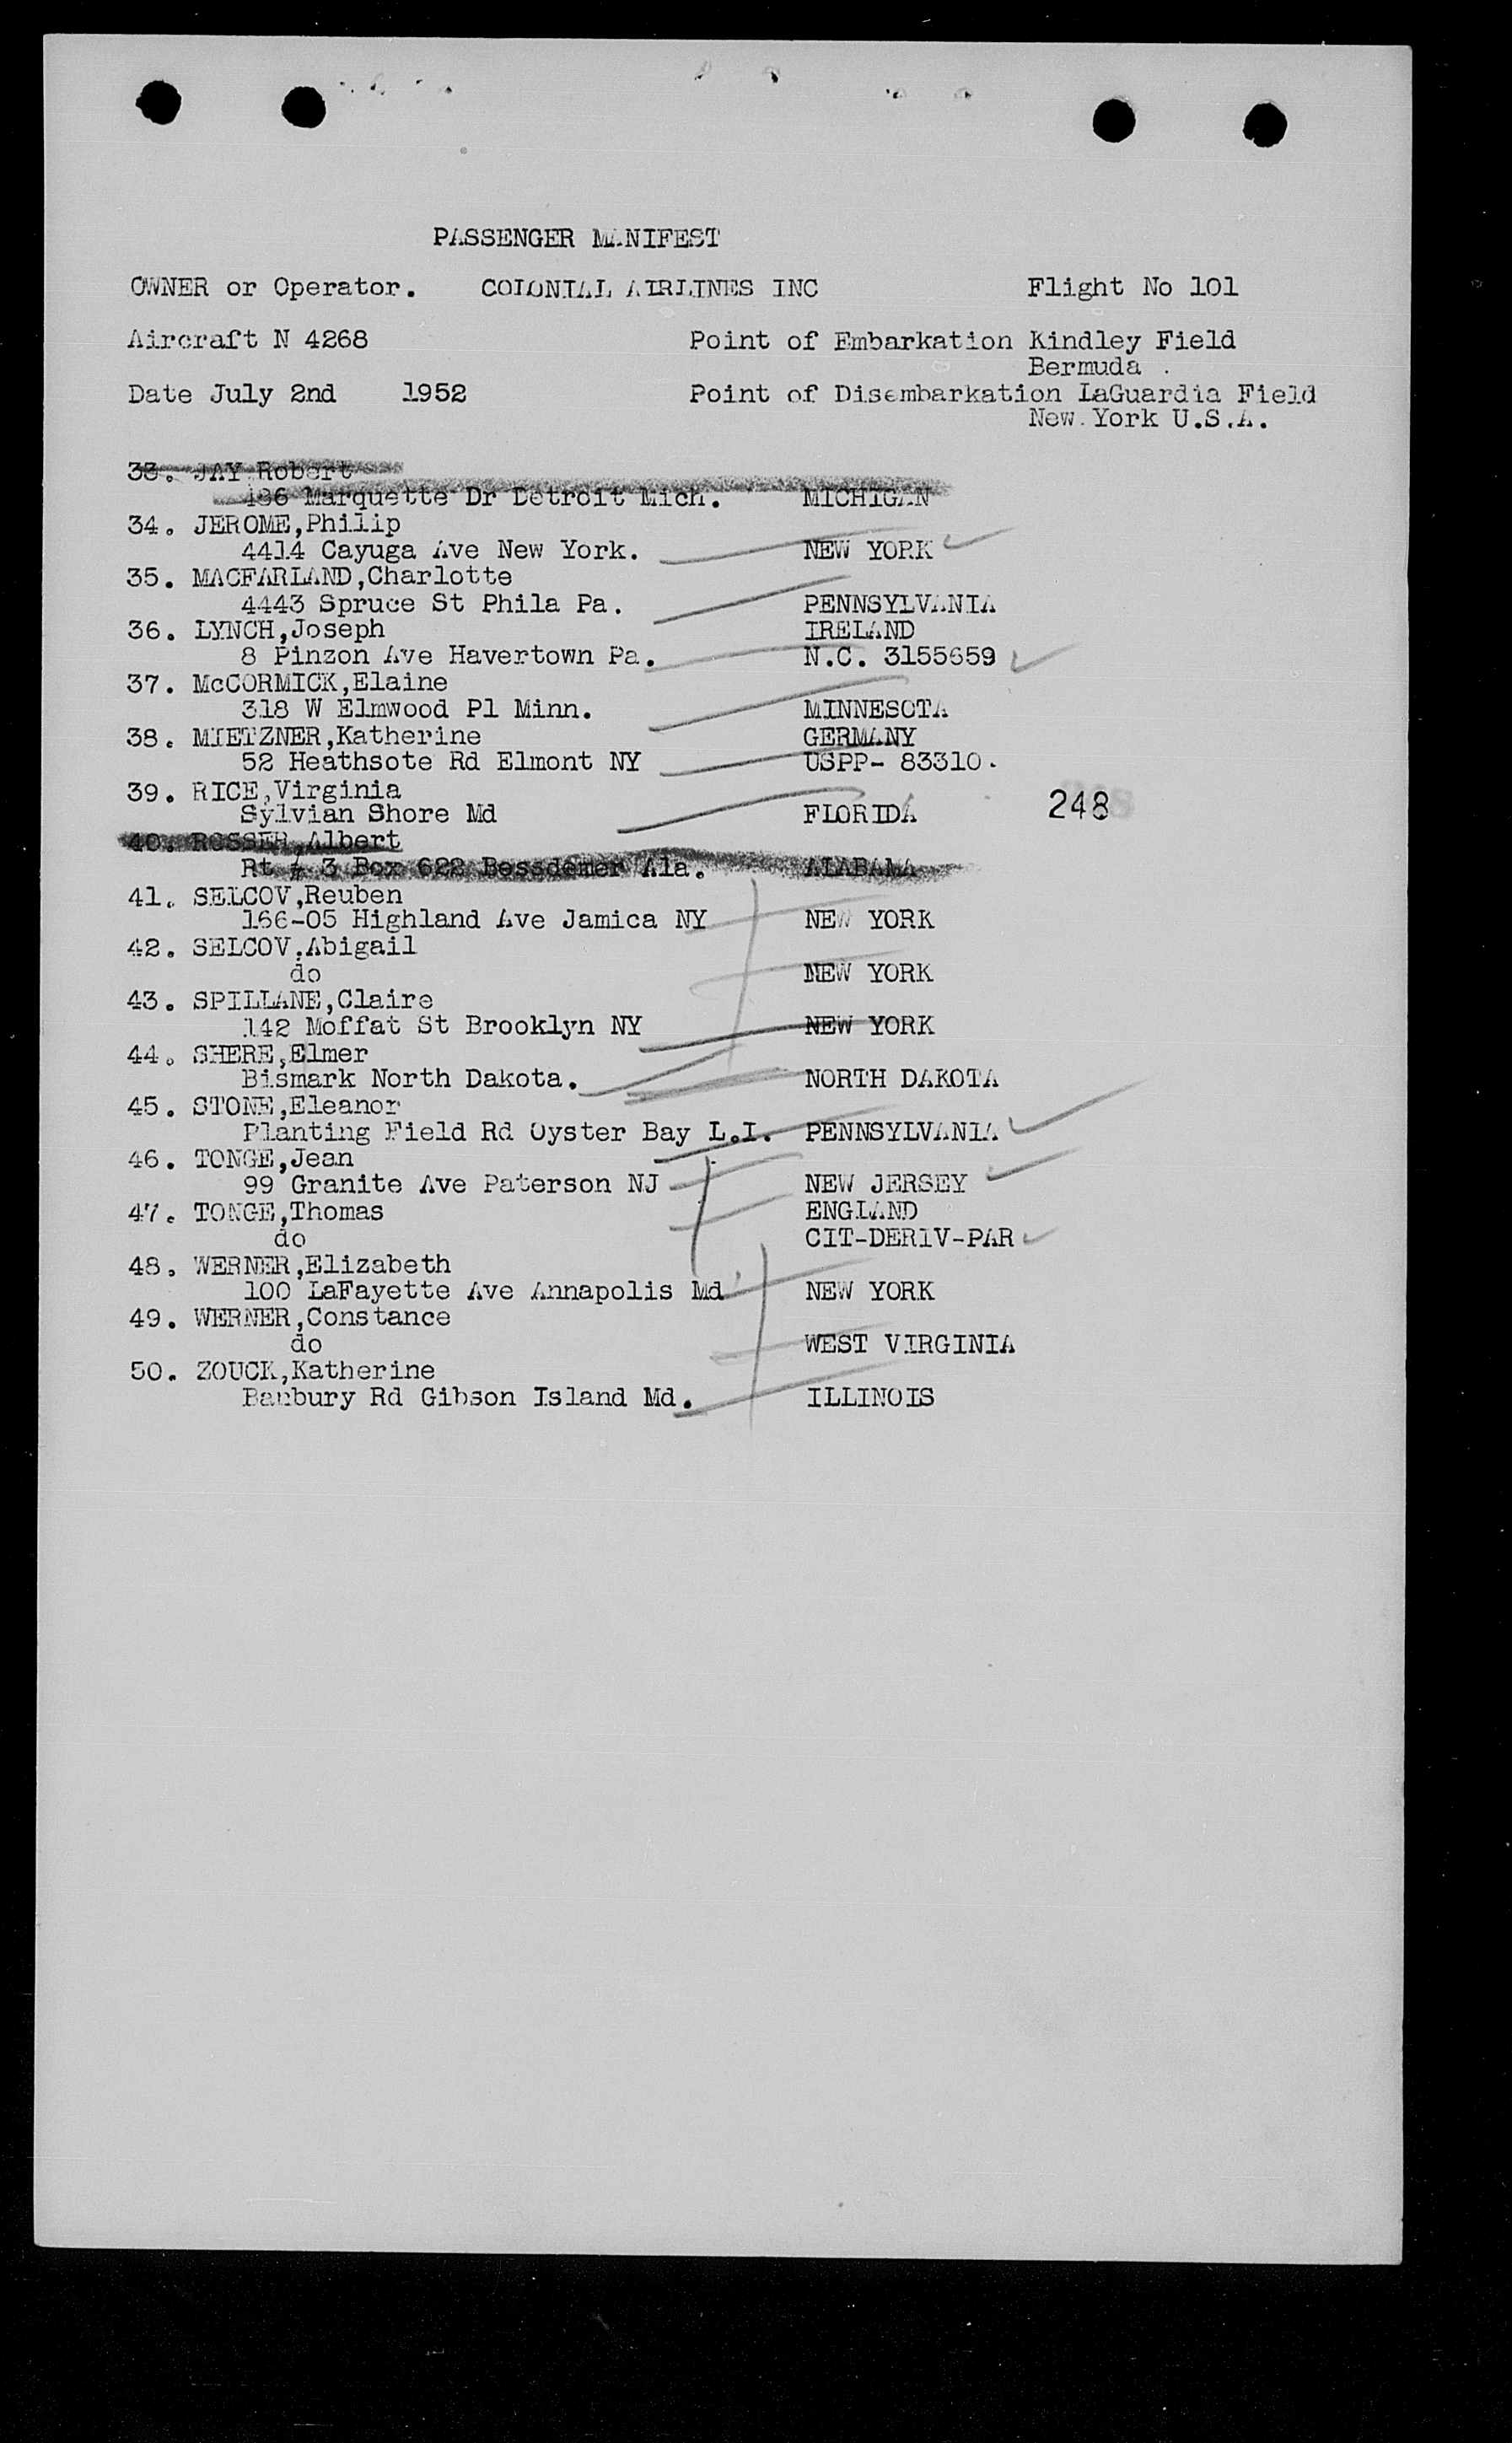 PASSENGER MANIFEST
OWNER or Operator. COLONIAL AIRLINES INC Flight No 101
Aircraft N 4268 Point of Embarkation Kindley Field
Bermuda .
Date July 2nd 1952 Point of Disembarkation LaGuardia Field
New.York U.S.A.
33. JAY Robert
Marquette Dr Detroit Mich. MICHIGAN
34. JEROME,Philip
4414 Cayuga Ave New York. NEW YORK
35. MACFARLAND,Charlotte
4443 Spruce St Phila Pa. PENNSYLVANIA
36. LYNCH,Joseph IRELAND
8 Pinzon Ave Havertown Pa. N.C. 3155659
37. McCORMICK,Elaine
318 W Elmwood Pl Minn. MINNESOTA
38. MIETZNER,Katherine GERMANY
52 Heathsote Rd Elmont NY USPP- 83310.
39. RICE,Virginia
Sylvian Shore Md FLORIDA 248
40. ROSSER,Albert
Rt # 3 Box 622 Bessdemer Ala. ALABAMA
41. SELCOV,Reuben
166-05 Highland Ave Jamica NY NEW YORK
42. SELCOV,Abigail
do NEW YORK
43. SPILLANE,Claire
142 Moffat St Brooklyn NY NEW YORK
44. SHERE,Elmer
Bismark North Dakota. NORTH DAKOTA
45. STONE,Eleanor
Planting Field Rd Oyster Bay L.I. PENNSYLVANIA
46. TONGE,Jean
99 Granite Ave Paterson NJ NEW JERSEY
47. TONGE,Thomas ENGLAND
do CIT-DERIV-PAR
48. WERNER,Elizabeth
100 LaFayette Ave Annapolis Md NEW YORK
49. WERNER,Constance
do WEST VIRGINIA
50. ZOUCK,Katherine
Banbury Rd Gibson Island Md. ILLINOIS